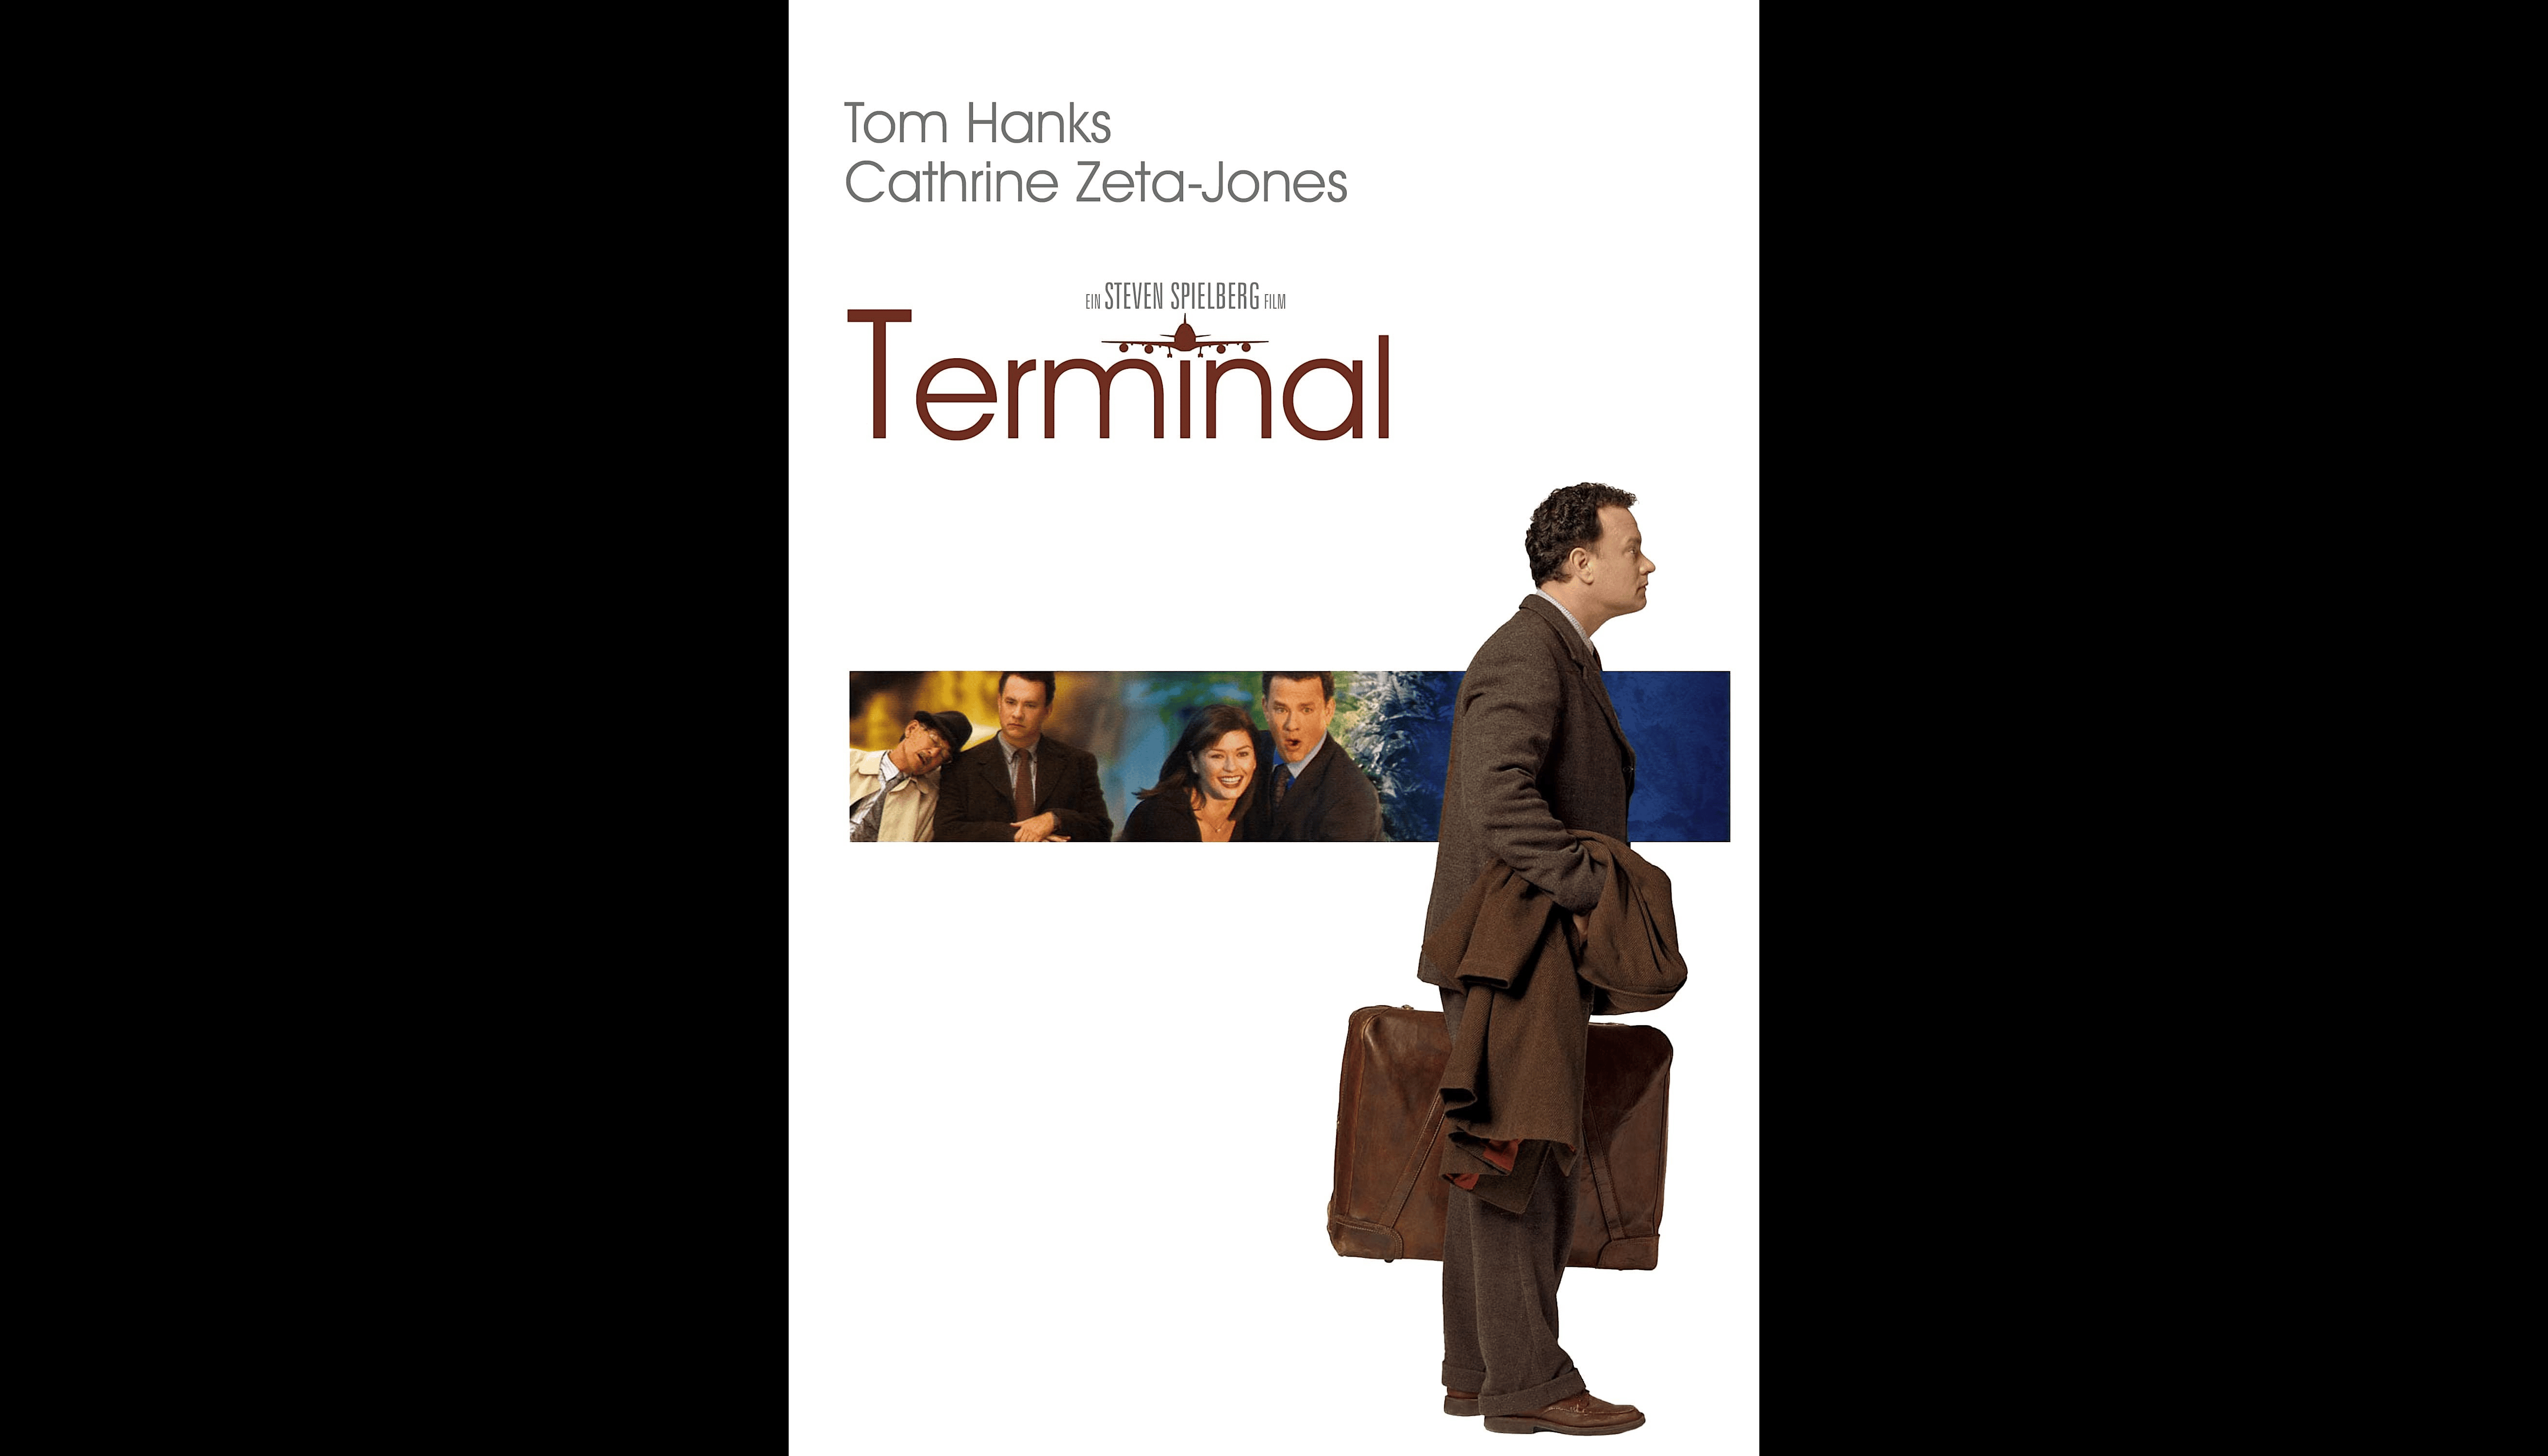 Tom Hanks
Cathrine Zeta-Jones
EIN STEVEN SPIELBERG FILM
Terminal